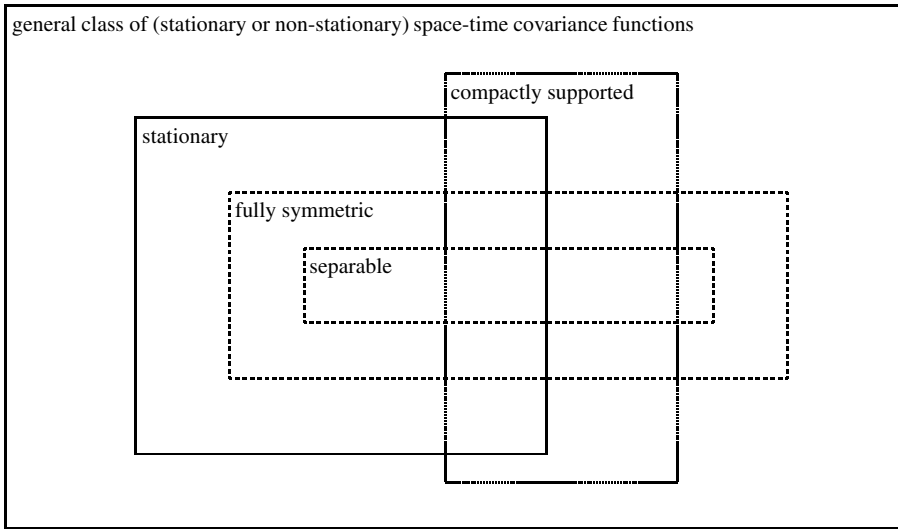 general class of (stationary or non-stationary) space-time covariance functions
compactly supported
stationary
fully symmetric
separable